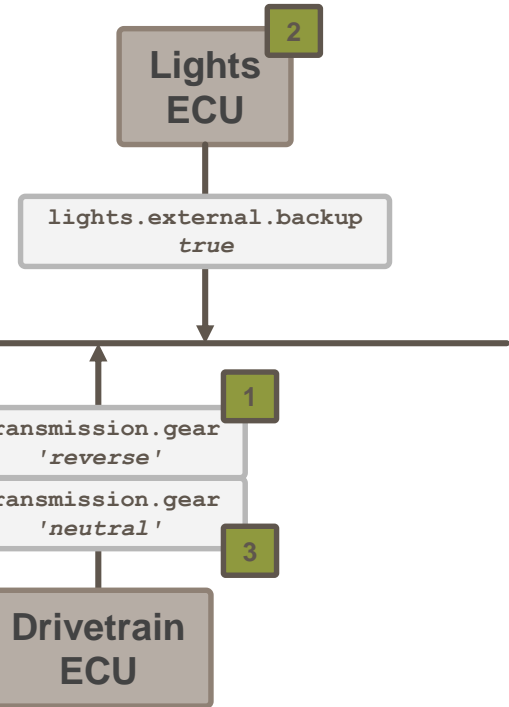 2
Lights
ECU
lights.external.backup
true
1
ransmission.gear
'reverse'
ransmission.gear
'neutral'
3
Drivetrain
ECU